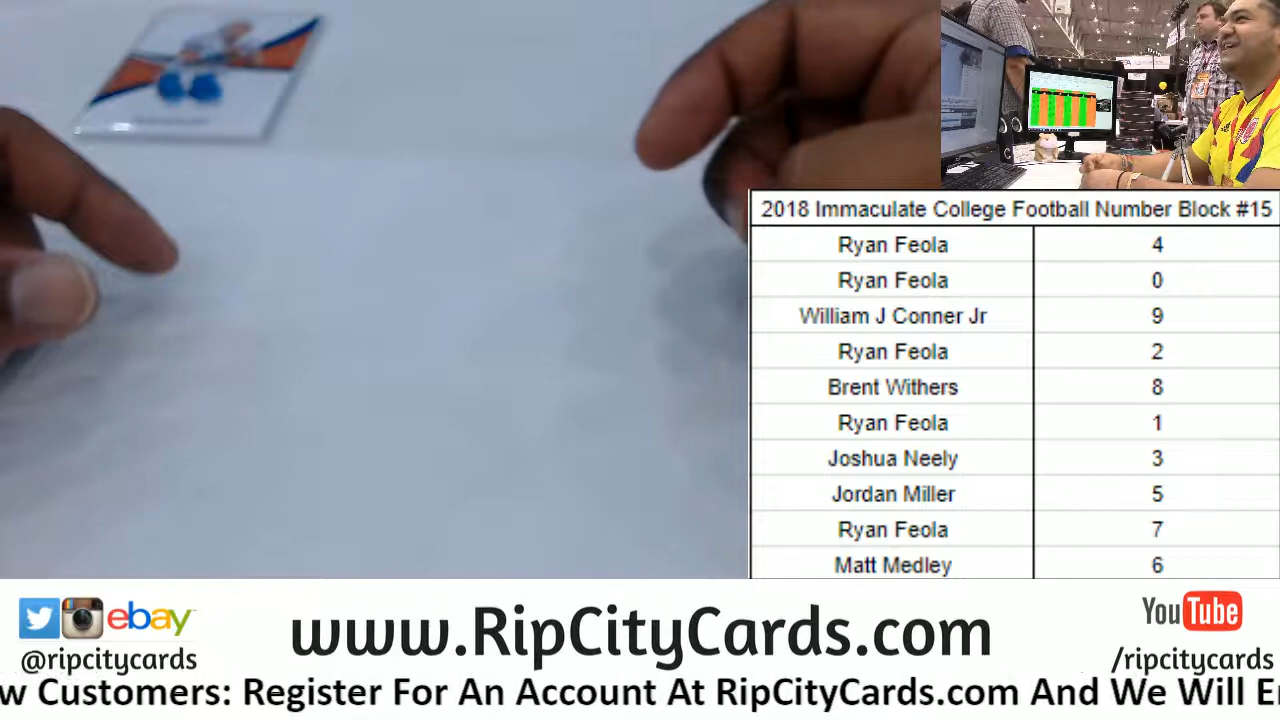 2018 Immaculate College Football Number Block #15
Ryan Feola 4
Ryan Feola 0
William J Conner Jr 9
Ryan Feola 2
Brent Withers 8
Ryan Feola 1
Joshua Neely 3
Jordan Miller 5
Ryan Feola 7
Matt Medley 6
ebay
@ripcitycards
www.RipCityCards.com
YouTube
/ripcitycards
w Customers: Register For An Account At RipCityCards.com And We Will E